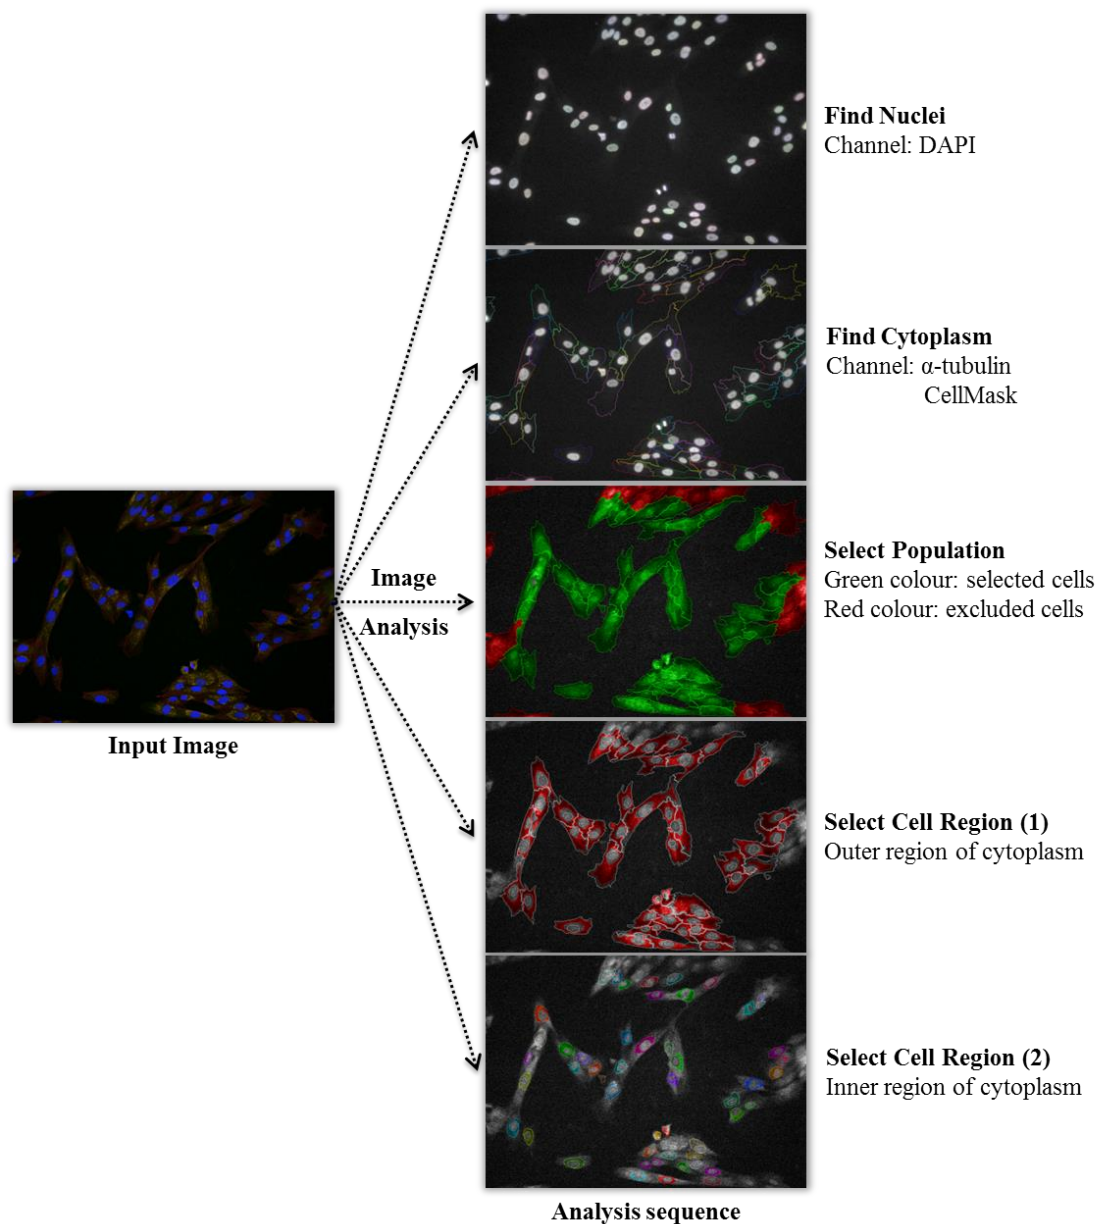 Find Nuclei
Channel: DAPI
Find Cytoplasm
Channel: α-tubulin
CellMask
Select Population
Green colour: selected cells
Red colour: excluded cells
Image
Analysis
Input Image
Select Cell Region (1)
Outer region of cytoplasm
Select Cell Region (2)
Inner region of cytoplasm
Analysis sequence